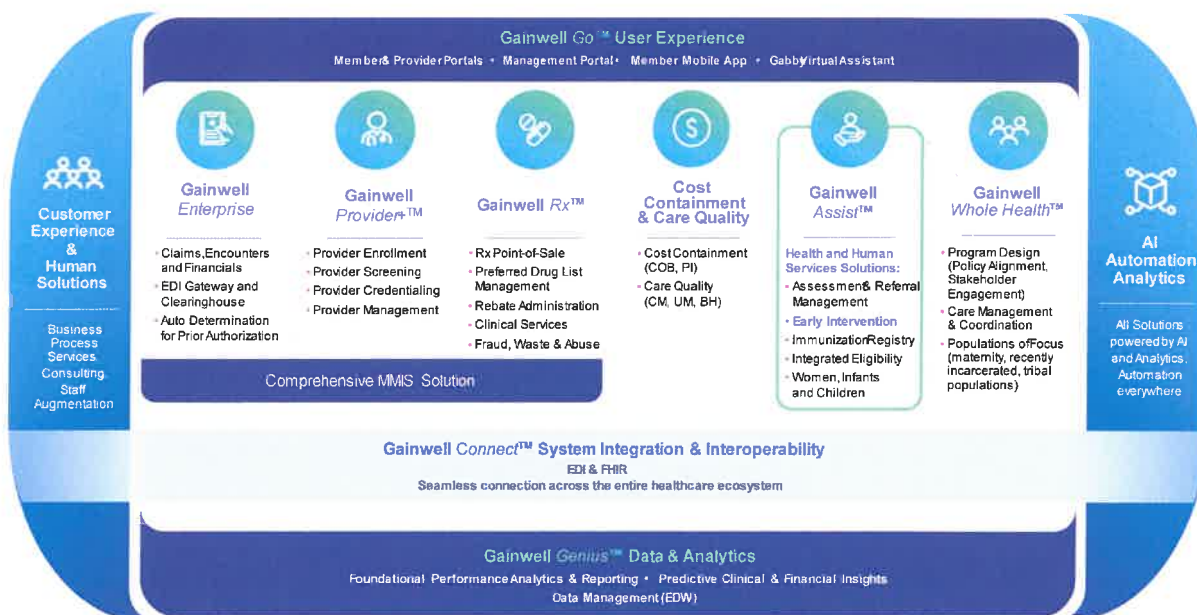 Gainwell Go™ User Experience
Member& Provider Portals • Management Portal • Member Mobile App • GabbyVirtual Assistant
Customer
Experience
&
Human
Solutions
Business
Process
Services
Consulting
Staff
Augmentation
Gainwell
Enterprise
• Claims, Encounters
and Financials
• EDI Gateway and
Clearinghouse
• Auto Determination
for Prior Authorization
Gainwell
Provider+™
• Provider Enrollment
• Provider Screening
• Provider Credentialing
• Provider Management
Gainwell Rx™
• Rx Point-of-Sale
• Preferred Drug List
Management
• Rebate Administration
• Clinical Services
• Fraud, Waste & Abuse
Comprehensive MMIS Solution
$
Cost
Containment
& Care Quality
• Cost Containment
(COB, PI)
• Care Quality
(CM, UM, BH)
Gainwell
Assist™
Health and Human
Services Solutions:
• Assessment& Referral
Management
• Early Intervention
• Immunization Registry
• Integrated Eligibility
• Women, Infants
and Children
Gainwell
Whole Health™
• Program Design
(Policy Alignment,
Stakeholder
Engagement)
• Care Management
& Coordination
• Populations of Focus
(maternity, recently
incarcerated, tribal
populations)
AI
Automation
Analytics
All Solutions
powered by AI
and Analytics,
Automation
everywhere
Gainwell Connect™ System Integration & Interoperability
EDI & FHIR
Seamless connection across the entire healthcare ecosystem
Gainwell Genius™ Data & Analytics
Foundational Performance Analytics & Reporting • Predictive Clinical & Financial Insights
Data Management (EDW)